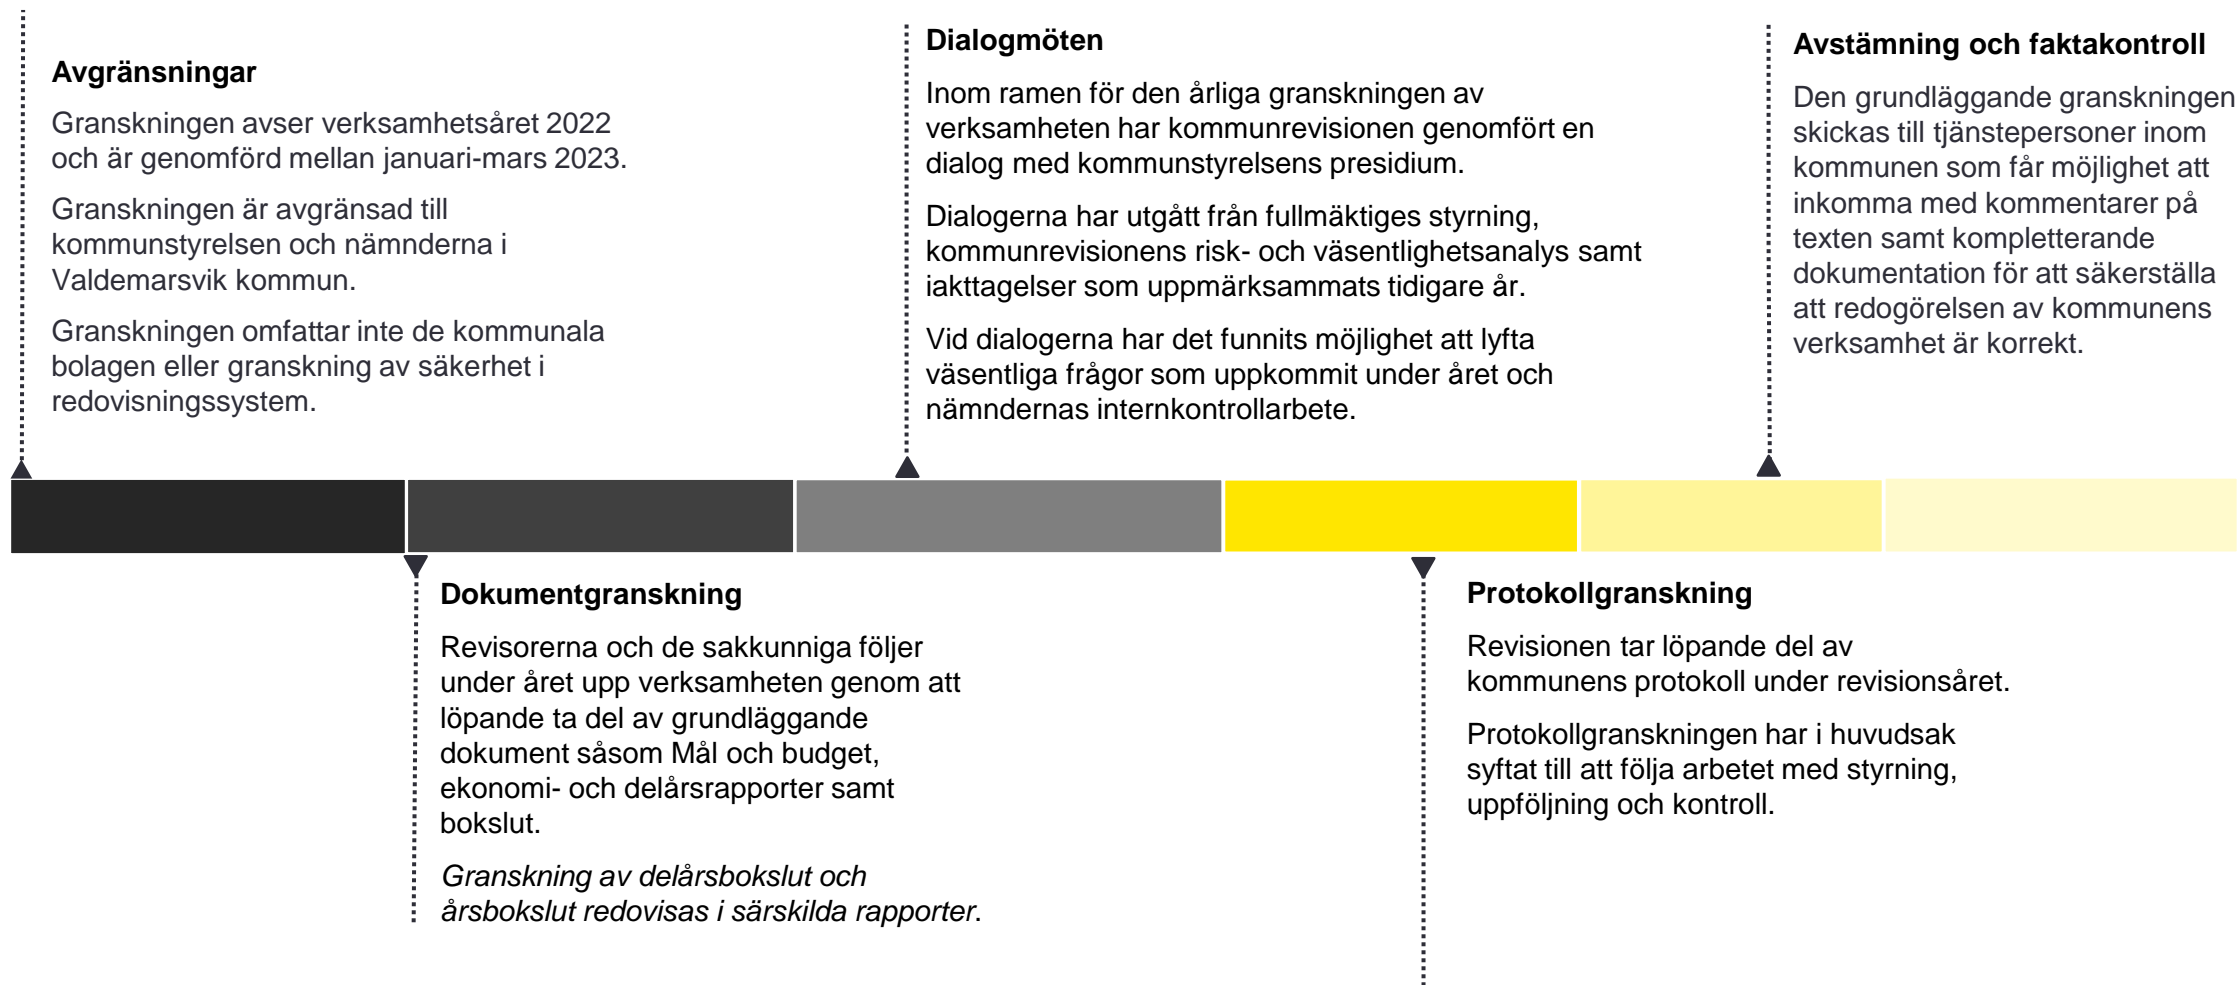 Avgränsningar
Granskningen avser verksamhetsåret 2022
och är genomförd mellan januari-mars 2023.
Granskningen är avgränsad till
kommunstyrelsen och nämnderna i
Valdemarsvik kommun.
Granskningen omfattar inte de kommunala
bolagen eller granskning av säkerhet i
redovisningssystem.
Dialogmöten
Inom ramen för den årliga granskningen av
verksamheten har kommunrevisionen genomfört en
dialog med kommunstyrelsens presidium.
Dialogerna har utgått från fullmäktiges styrning,
kommunrevisionens risk- och väsentlighetsanalys samt
iakttagelser som uppmärksammats tidigare år.
Vid dialogerna har det funnits möjlighet att lyfta
väsentliga frågor som uppkommit under året och
nämndernas internkontrollarbete.
Avstämning och faktakontroll
Den grundläggande granskningen
skickas till tjänstepersoner inom
kommunen som får möjlighet att
inkomma med kommentarer på
texten samt kompletterande
dokumentation för att säkerställa
att redogörelsen av kommunens
verksamhet är korrekt.
Dokumentgranskning
Revisorerna och de sakkunniga följer
under året upp verksamheten genom att
löpande ta del av grundläggande
dokument såsom Mål och budget,
ekonomi- och delårsrapporter samt
bokslut.
Granskning av delårsbokslut och
årsbokslut redovisas i särskilda rapporter.
Protokollgranskning
Revisionen tar löpande del av
kommunens protokoll under revisionsåret.
Protokollgranskningen har i huvudsak
syftat till att följa arbetet med styrning,
uppföljning och kontroll.